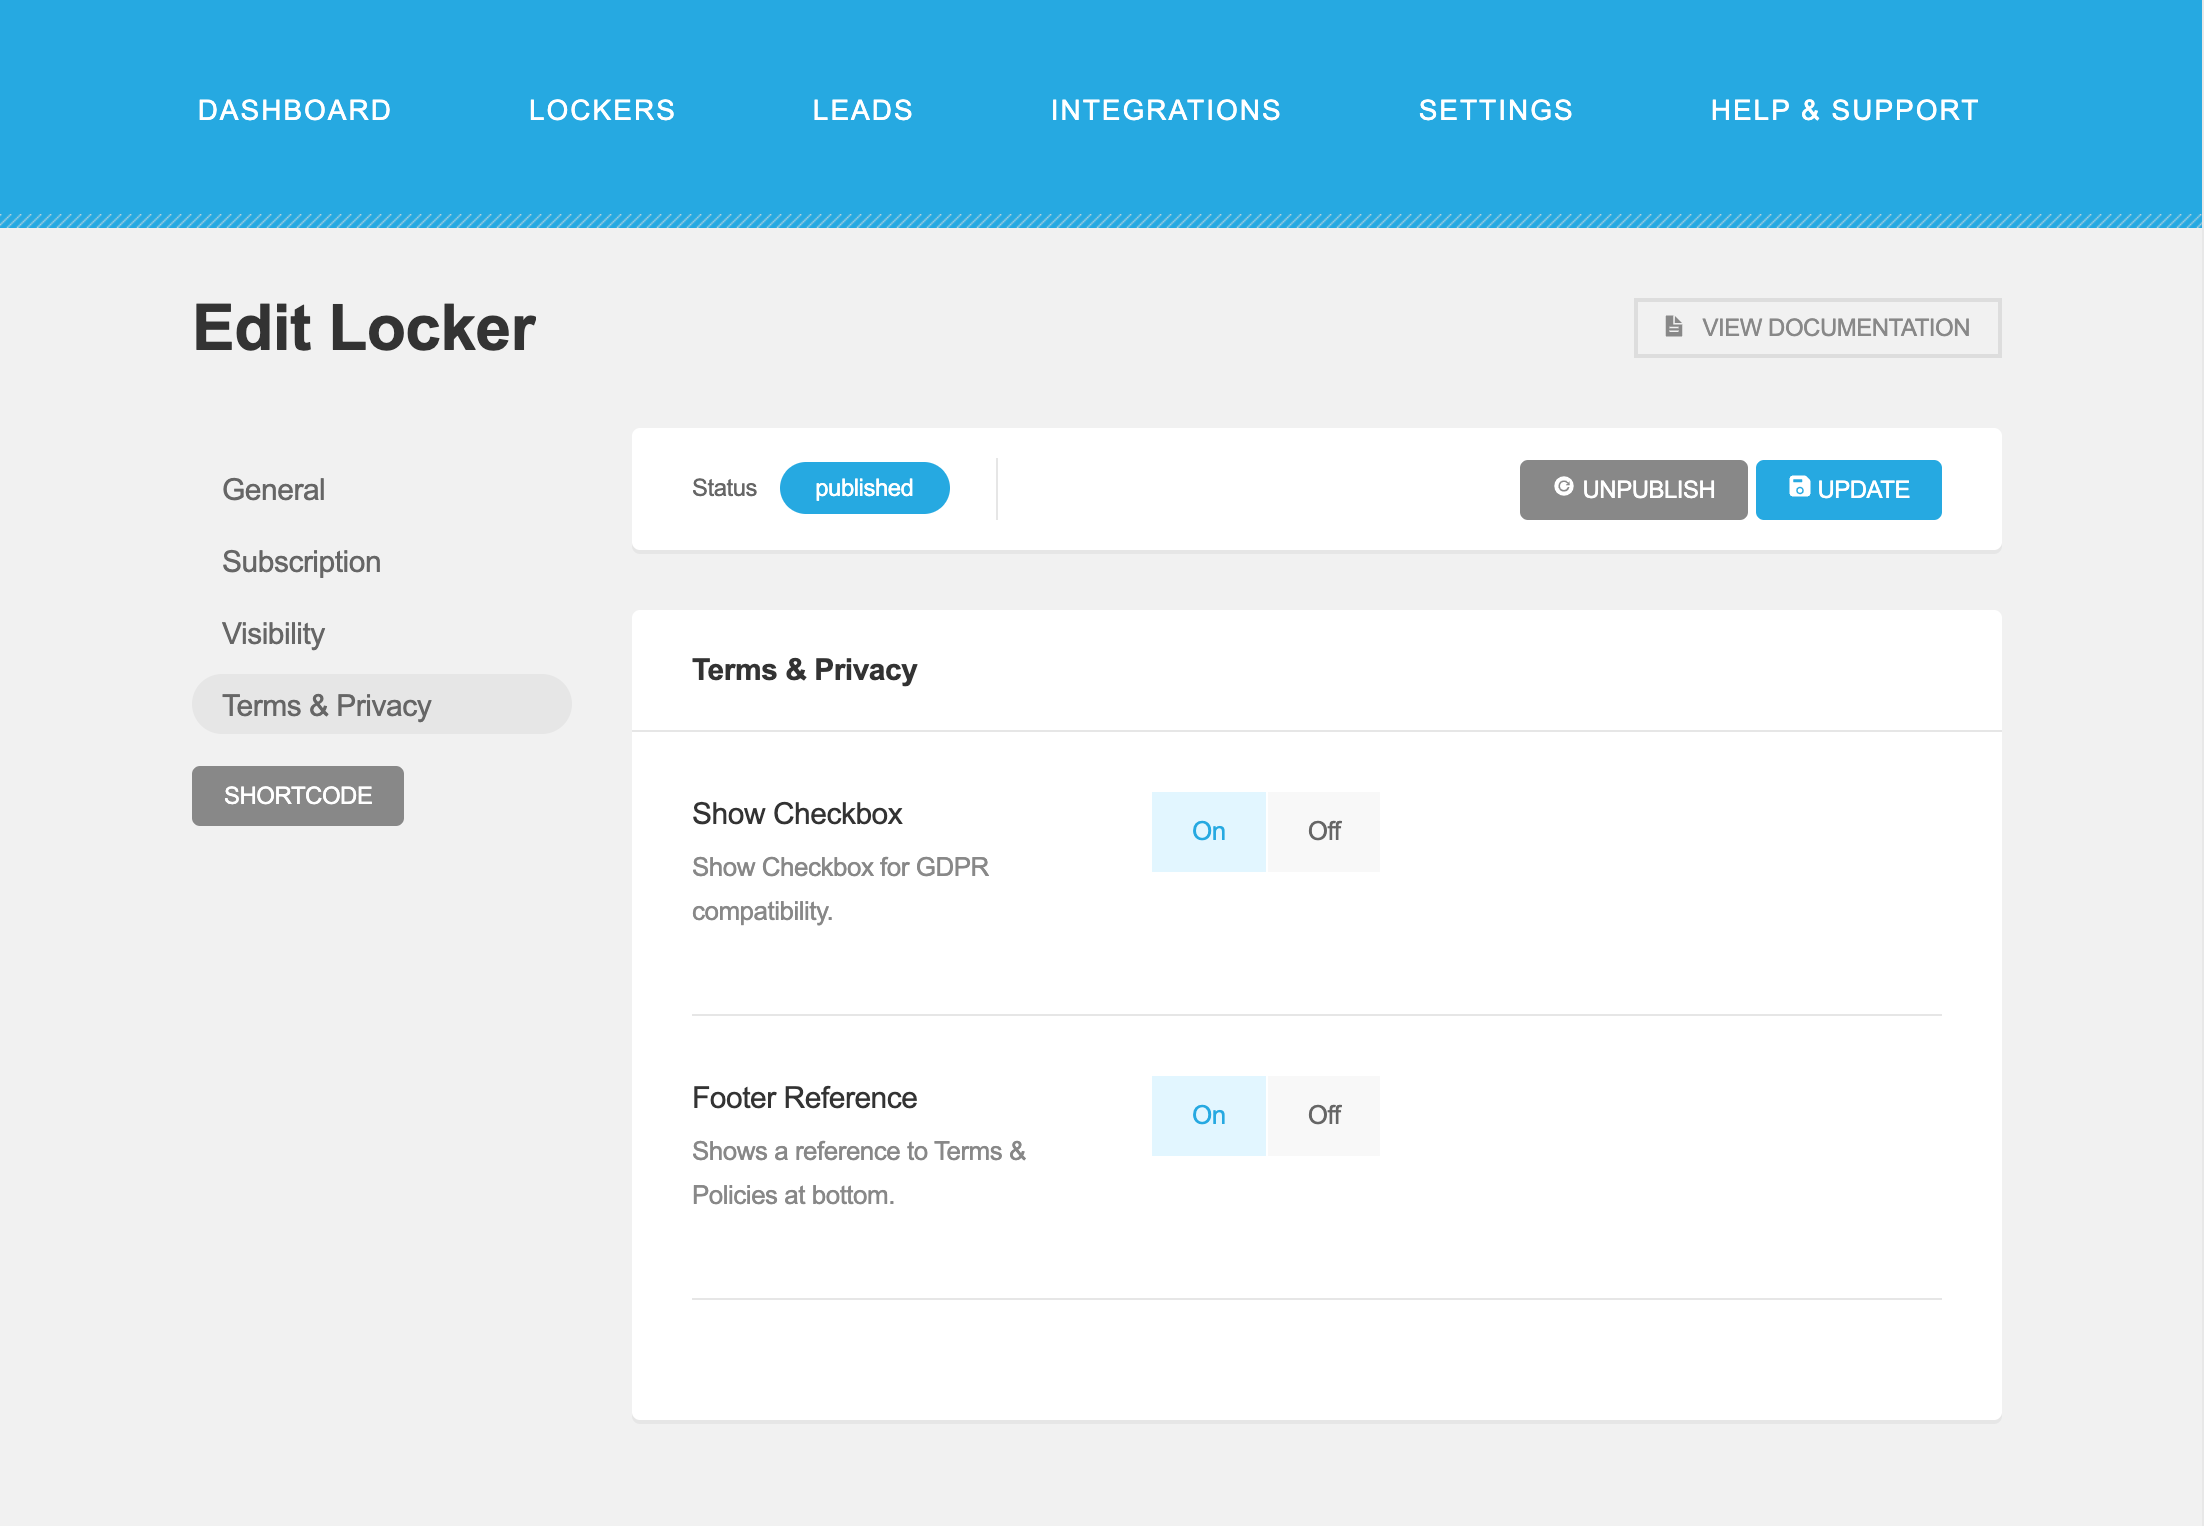 DASHBOARD LOCKERS LEADS INTEGRATIONS SETTINGS HELP & SUPPORT
Edit Locker
VIEW DOCUMENTATION
General
Subscription
Visibility
Terms & Privacy
SHORTCODE
Status published UNPUBLISH UPDATE
Terms & Privacy
Show Checkbox
Show Checkbox for GDPR
compatibility.
On Off
Footer Reference
Shows a reference to Terms &
Policies at bottom.
On Off